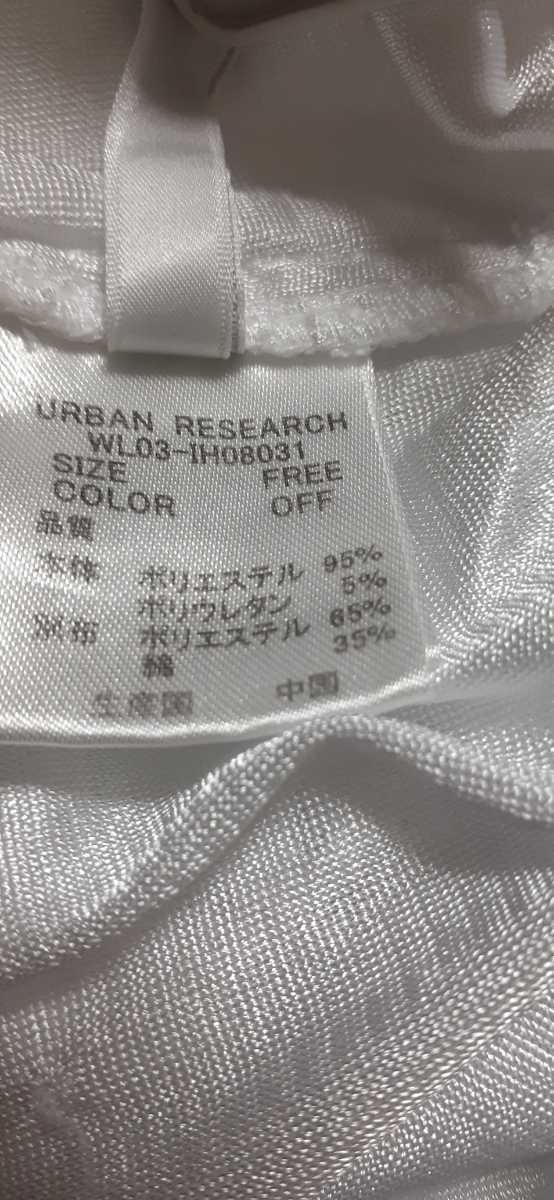 URBAN RESEARCH
WL03-IH08031
SIZE FREE
COLOR OFF
品質
本体 ポリエステル 95%
ポリウレタン 5%
別布 ポリエステル 65%
綿 35%
生産国 中国